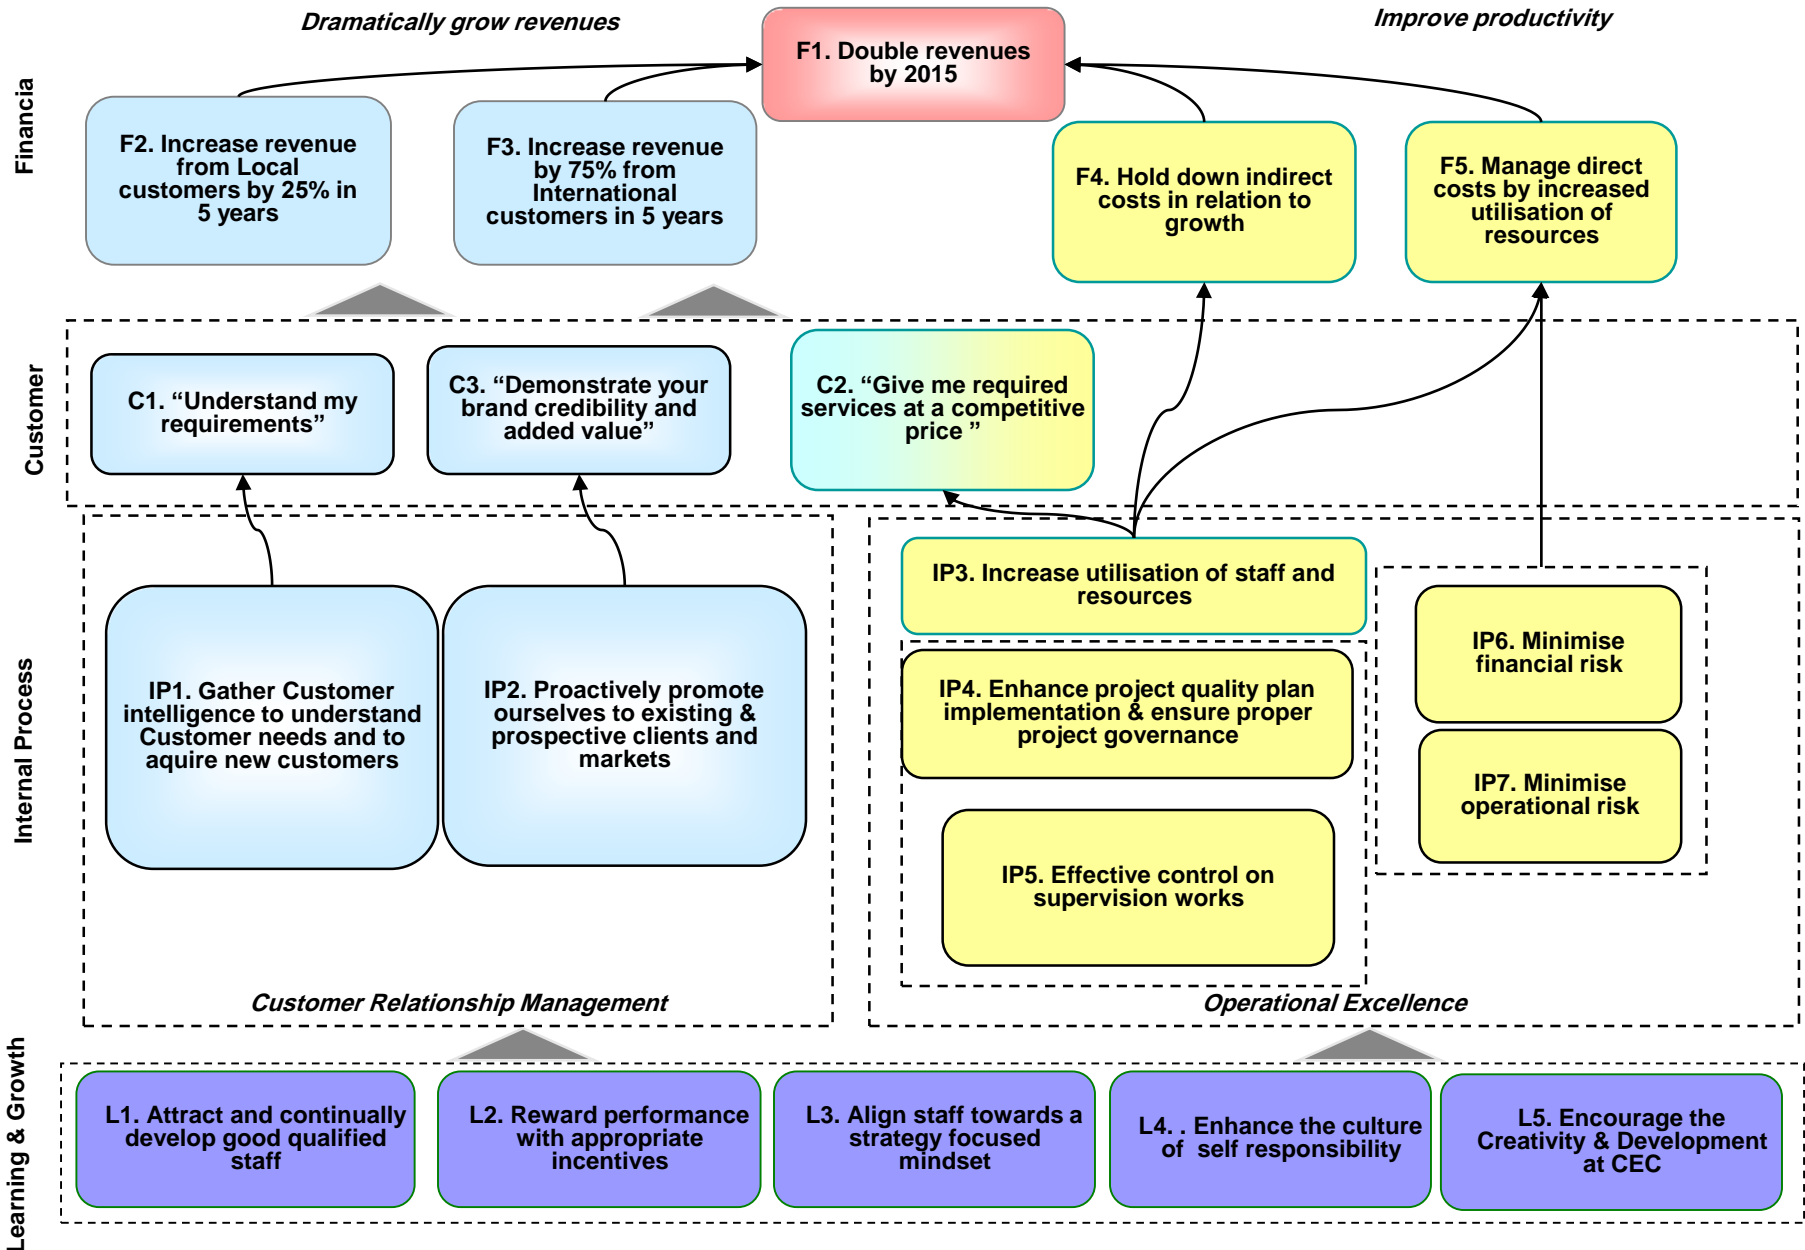 Dramatically grow revenues
Improve productivity
F1. Double revenues
by 2015
Financia
F2. Increase revenue
from Local
customers by 25% in
5 years
F3. Increase revenue
by 75% from
International
customers in 5 years
F4. Hold down indirect
costs in relation to
growth
F5. Manage direct
costs by increased
utilisation of
resources
Customer
C1. “Understand my
requirements”
C3. “Demonstrate your
brand credibility and
added value”
C2. “Give me required
services at a competitive
price ”
Internal Process
IP1. Gather Customer
intelligence to understand
Customer needs and to
aquire new customers
IP2. Proactively promote
ourselves to existing &
prospective clients and
markets
IP3. Increase utilisation of staff and
resources
IP4. Enhance project quality plan
implementation & ensure proper
project governance
IP5. Effective control on
supervision works
IP6. Minimise
financial risk
IP7. Minimise
operational risk
Customer Relationship Management
Operational Excellence
Learning & Growth
L1. Attract and continually
develop good qualified
staff
L2. Reward performance
with appropriate
incentives
L3. Align staff towards a
strategy focused
mindset
L4. . Enhance the culture
of  self responsibility
L5. Encourage the
Creativity & Development
at CEC